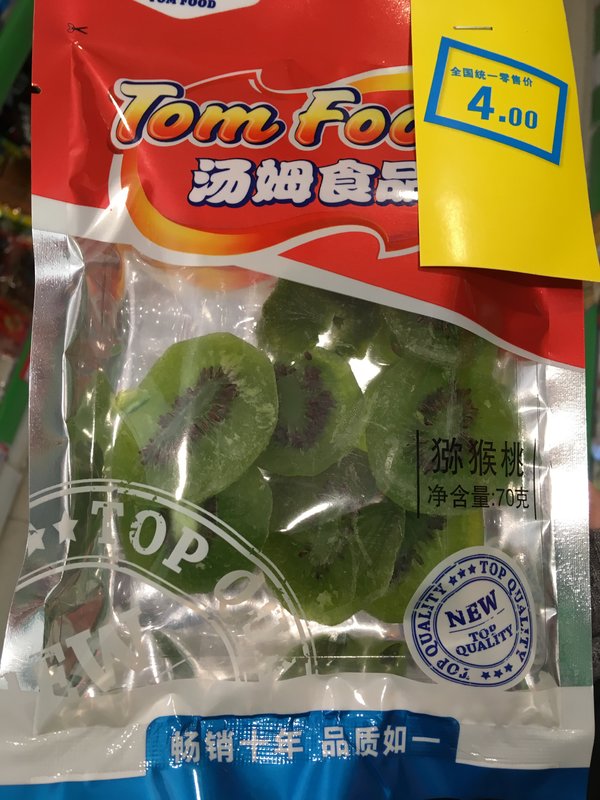 TOM FOOD
全国统一零售价
4.00
Tom Foo
汤姆食品
猕猴桃
净含量:70克
TOP QU
NEW
TOP QUALITY
NEW
TOP
QUALITY
TOP QUALITY
畅销十年 品质如一